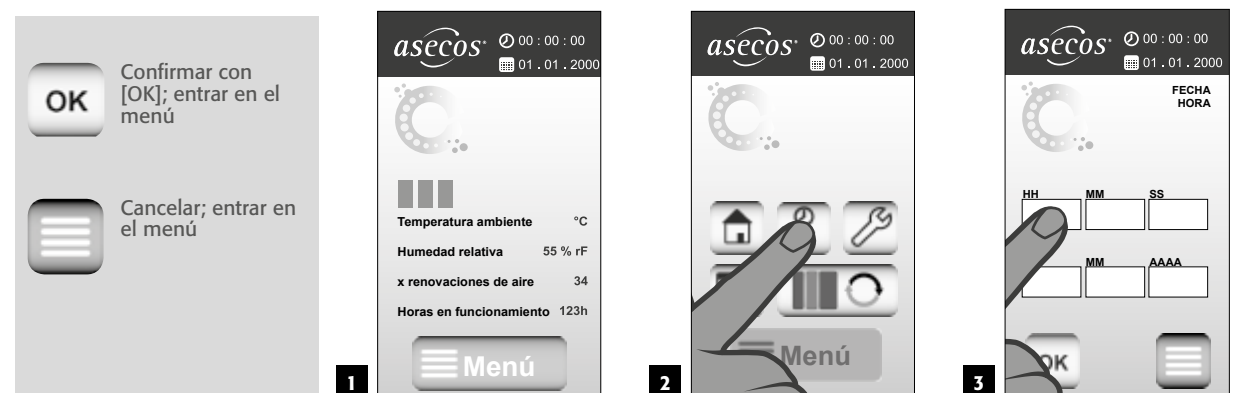 OK
Confirmar con
[OK]; entrar en el
menú
Cancelar; entrar en
el menú
asecos®
00 : 00 : 00
01 . 01 . 2000
Temperatura ambiente °C
Humedad relativa 55 % rF
x renovaciones de aire 34
Horas en funcionamiento 123h
Menú
1
asecos®
00 : 00 : 00
01 . 01 . 2000
Menú
2
asecos®
00 : 00 : 00
01 . 01 . 2000
FECHA
HORA
HH MM SS
MM AAAA
OK
3